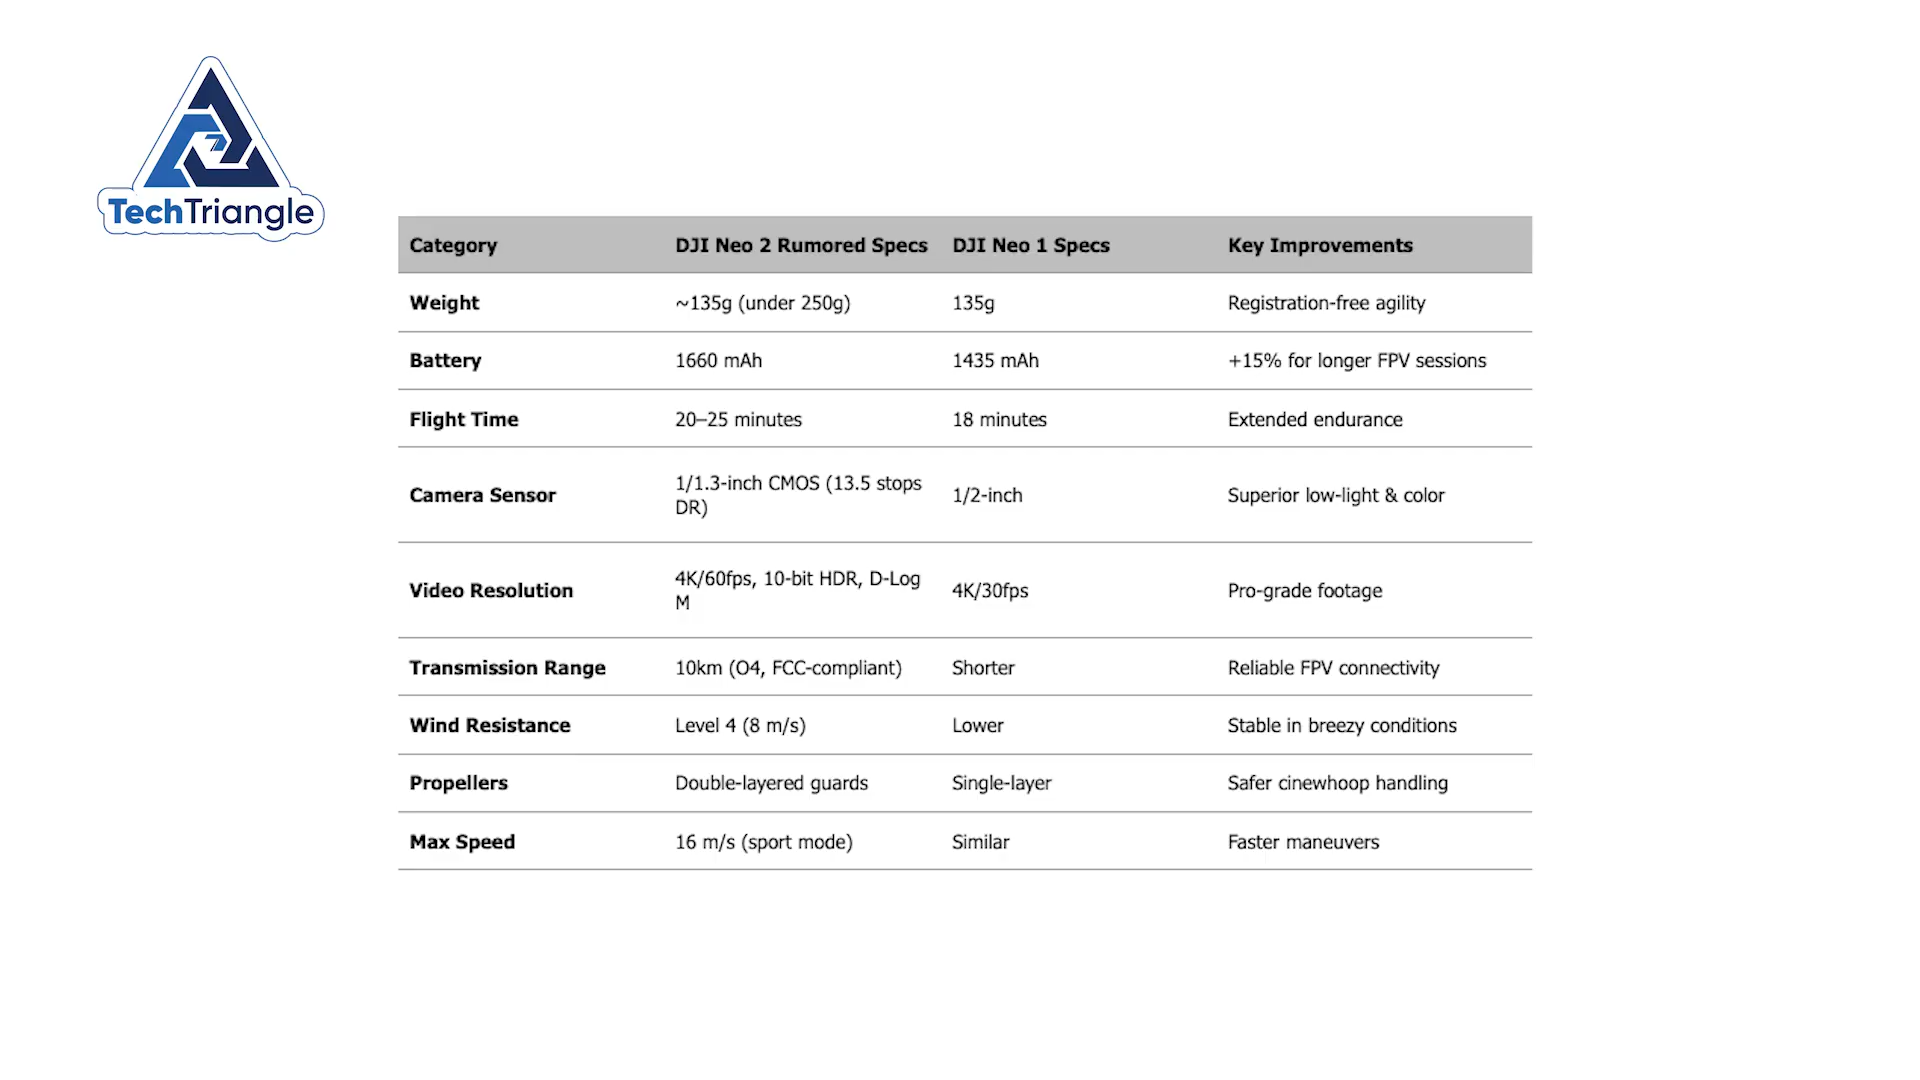 TechTriangle
Category DJI Neo 2 Rumored Specs DJI Neo 1 Specs Key Improvements
Weight ~135g (under 250g) 135g Registration-free agility
Battery 1660 mAh 1435 mAh +15% for longer FPV sessions
Flight Time 20–25 minutes 18 minutes Extended endurance
Camera Sensor 1/1.3-inch CMOS (13.5 stops DR) 1/2-inch Superior low-light & color
Video Resolution 4K/60fps, 10-bit HDR, D-Log M 4K/30fps Pro-grade footage
Transmission Range 10km (O4, FCC-compliant) Shorter Reliable FPV connectivity
Wind Resistance Level 4 (8 m/s) Lower Stable in breezy conditions
Propellers Double-layered guards Single-layer Safer cinewhoop handling
Max Speed 16 m/s (sport mode) Similar Faster maneuvers